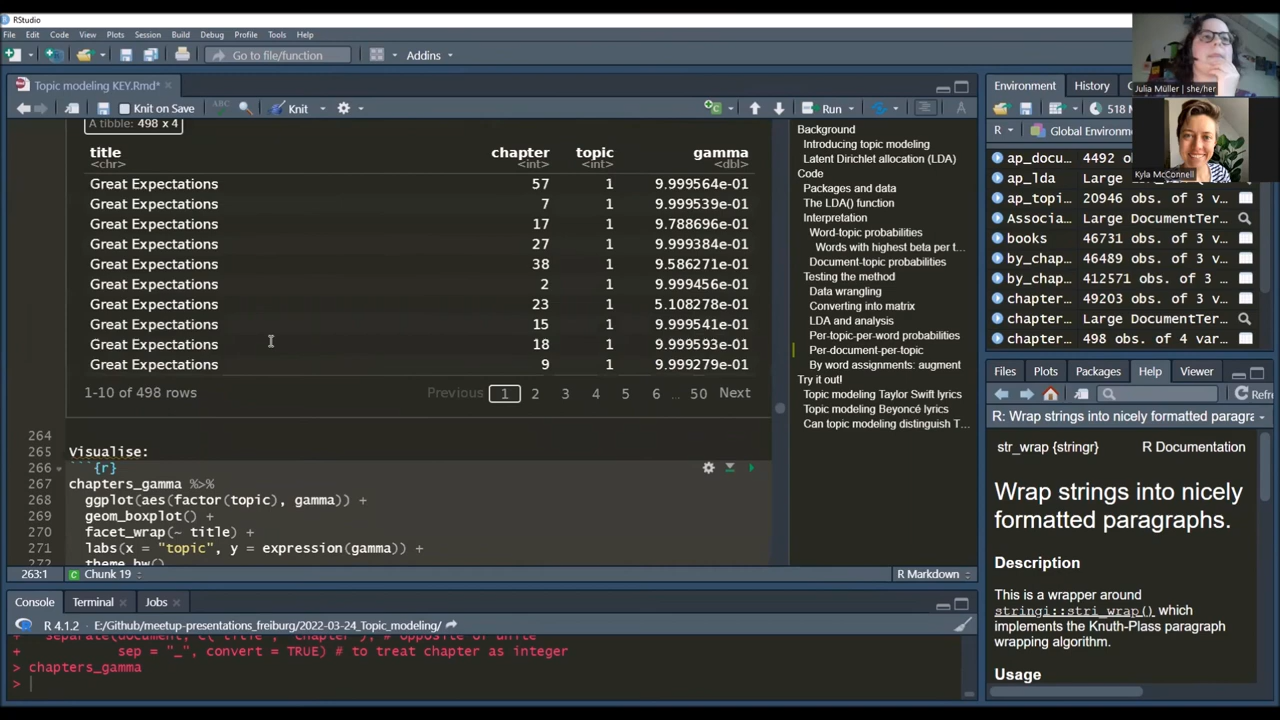 RStudio
File Edit Code View Plots Session Build Debug Profile Tools Help
Go to file/function Addins
Topic modeling KEY.Rmd*
Knit on Save ABC Knit Run
A tibble: 498 x 4
title chapter topic gamma
<chr> <int> <int> <dbl>
Great Expectations 57 1 9.999564e-01
Great Expectations 7 1 9.999539e-01
Great Expectations 17 1 9.788696e-01
Great Expectations 27 1 9.999384e-01
Great Expectations 38 1 9.586271e-01
Great Expectations 2 1 9.999456e-01
Great Expectations 23 1 5.108278e-01
Great Expectations 15 1 9.999541e-01
Great Expectations 18 1 9.999593e-01
Great Expectations 9 1 9.999279e-01
1-10 of 498 rows Previous 1 2 3 4 5 6 ... 50 Next
264
265 Visualise:
266 ```{r}
267 chapters_gamma %>%
268 ggplot(aes(factor(topic), gamma)) +
269 geom_boxplot() +
270 facet_wrap(~ title) +
271 labs(x = "topic", y = expression(gamma)) +
272 theme_bw()
263:1 Chunk 19 R Markdown
Background
Introducing topic modeling
Latent Dirichlet allocation (LDA)
Code
Packages and data
The LDA() function
Interpretation
Word-topic probabilities
Words with highest beta per t...
Document-topic probabilities
Testing the method
Data wrangling
Converting into matrix
LDA and analysis
Per-topic-per-word probabilities
Per-document-per-topic
By word assignments: augment
Try it out!
Topic modeling Taylor Swift lyrics
Topic modeling Beyoncé lyrics
Can topic modeling distinguish T...
Console Terminal Jobs
R 4.1.2 E:/Github/meetup-presentations_freiburg/2022-03-24_Topic_modeling/
+ separate(document, c("title", "chapter"), # opposite of unite
+ sep = "_", convert = TRUE) # to treat chapter as integer
> chapters_gamma
>
Julia Müller | she/her
Kyla McConnell
Environment History
518 M
R Global Environme
ap_docu... 4492 ob
ap_lda Large
ap_topi... 20946 obs. of 3 v...
Associa... Large DocumentTer...
books 46731 obs. of 3 v...
by_chap... 46489 obs. of 3 v...
by_chap... 412571 obs. of 3 ...
chapter... 49203 obs. of 3 v...
chapter... Large DocumentTer...
chapter... 498 obs. of 4 var...
Files Plots Packages Help Viewer
Refre
R: Wrap strings into nicely formatted paragra
str_wrap {stringr} R Documentation
Wrap strings into nicely
formatted paragraphs.
Description
This is a wrapper around
stringi::stri_wrap() which
implements the Knuth-Plass paragraph
wrapping algorithm.
Usage